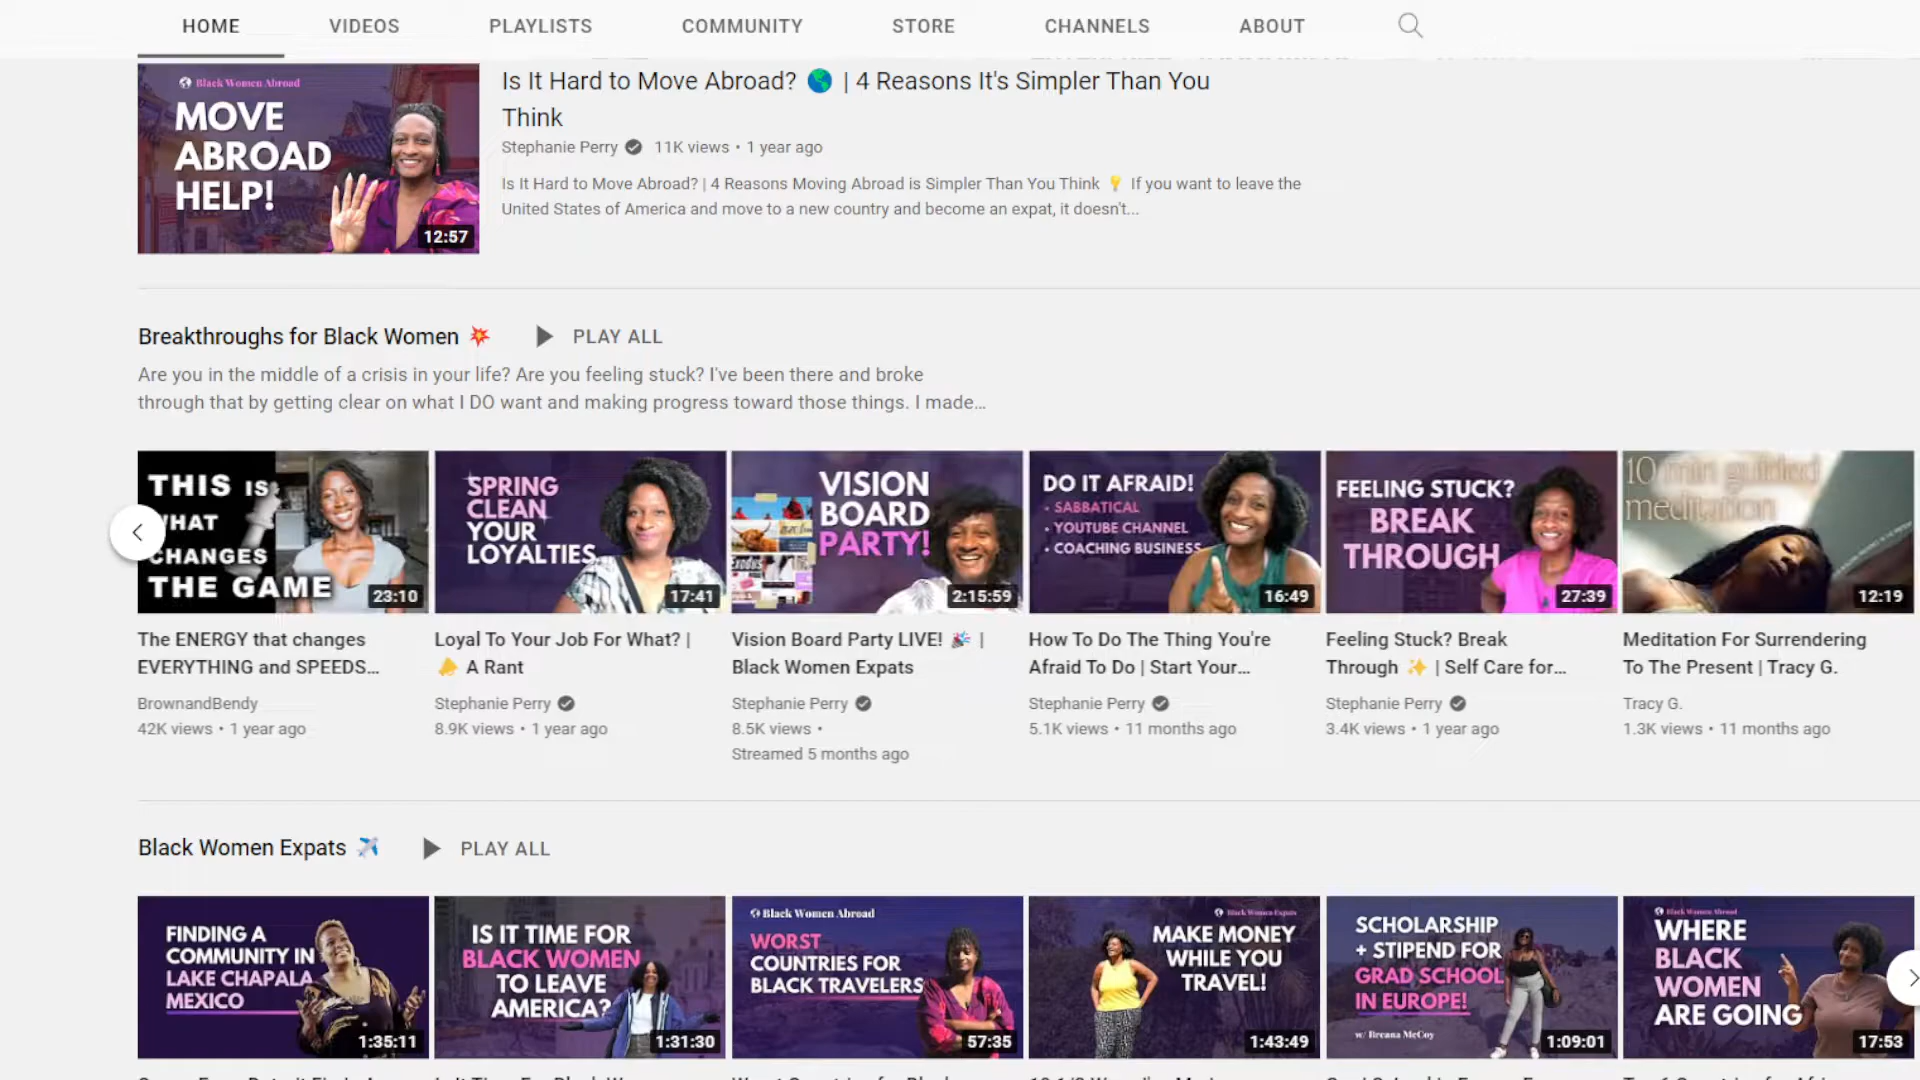 HOME VIDEOS PLAYLISTS COMMUNITY STORE CHANNELS ABOUT
Black Women Abroad
MOVE
ABROAD
HELP!
12:57
Is It Hard to Move Abroad? 🌎 | 4 Reasons It's Simpler Than You
Think
Stephanie Perry 11K views • 1 year ago
Is It Hard to Move Abroad? | 4 Reasons Moving Abroad is Simpler Than You Think 💡 If you want to leave the
United States of America and move to a new country and become an expat, it doesn't...
Breakthroughs for Black Women 💥 PLAY ALL
Are you in the middle of a crisis in your life? Are you feeling stuck? I've been there and broke
through that by getting clear on what I DO want and making progress toward those things. I made...
THIS IS
WHAT
CHANGES
THE GAME
23:10
The ENERGY that changes
EVERYTHING and SPEEDS...
BrownandBendy
42K views • 1 year ago
SPRING
CLEAN
YOUR
LOYALTIES
17:41
Loyal To Your Job For What? |
📣 A Rant
Stephanie Perry
8.9K views • 1 year ago
VISION
BOARD
PARTY!
2:15:59
Vision Board Party LIVE! 🎉 |
Black Women Expats
Stephanie Perry
8.5K views •
Streamed 5 months ago
DO IT AFRAID!
• SABBATICAL
• YOUTUBE CHANNEL
• COACHING BUSINESS
16:49
How To Do The Thing You're
Afraid To Do | Start Your...
Stephanie Perry
5.1K views • 11 months ago
FEELING STUCK?
BREAK
THROUGH
27:39
Feeling Stuck? Break
Through ✨ | Self Care for...
Stephanie Perry
3.4K views • 1 year ago
10 min guided
meditation
12:19
Meditation For Surrendering
To The Present | Tracy G.
Tracy G.
1.3K views • 11 months ago
Black Women Expats ✈️ PLAY ALL
FINDING A
COMMUNITY IN
LAKE CHAPALA
MEXICO
1:35:11
IS IT TIME FOR
BLACK WOMEN
TO LEAVE
AMERICA?
1:31:30
Black Women Abroad
WORST
COUNTRIES FOR
BLACK TRAVELERS
57:35
Black Women Expats
MAKE MONEY
WHILE YOU
TRAVEL!
1:43:49
SCHOLARSHIP
+ STIPEND FOR
GRAD SCHOOL
IN EUROPE!
w/ Breana McCoy
1:09:01
Black Women Abroad
WHERE
BLACK
WOMEN
ARE GOING
17:53